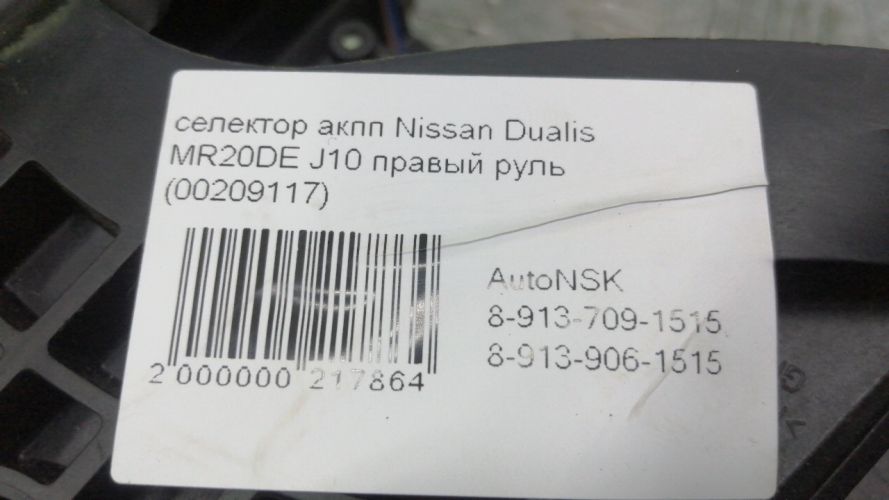 селектор акпп Nissan Dualis
MR20DE J10 правый руль
(00209117)
2 000000 217864
AutoNSK
8-913-709-1515
8-913-906-1515